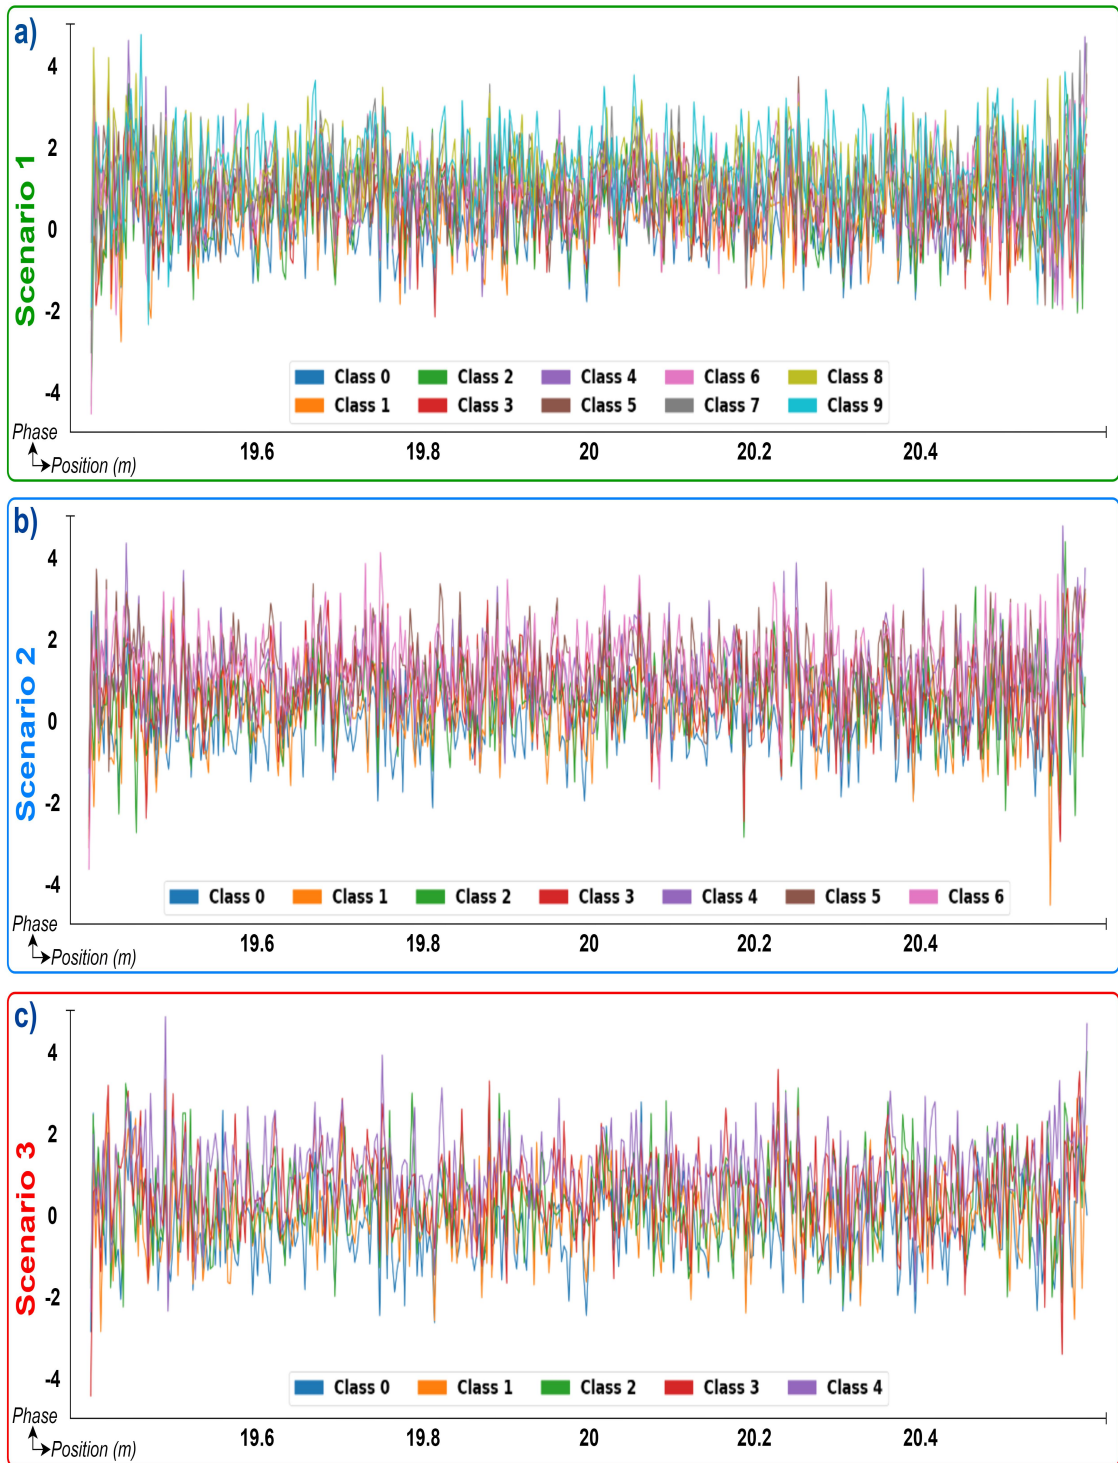 a)
Scenario 1
4
2
0
-2
-4
Class 0 Class 2 Class 4 Class 6 Class 8
Class 1 Class 3 Class 5 Class 7 Class 9
Phase
Position (m)
19.6 19.8 20 20.2 20.4
b)
Scenario 2
4
2
0
-2
-4
Class 0 Class 1 Class 2 Class 3 Class 4 Class 5 Class 6
Phase
Position (m)
19.6 19.8 20 20.2 20.4
c)
Scenario 3
4
2
0
-2
-4
Class 0 Class 1 Class 2 Class 3 Class 4
Phase
Position (m)
19.6 19.8 20 20.2 20.4